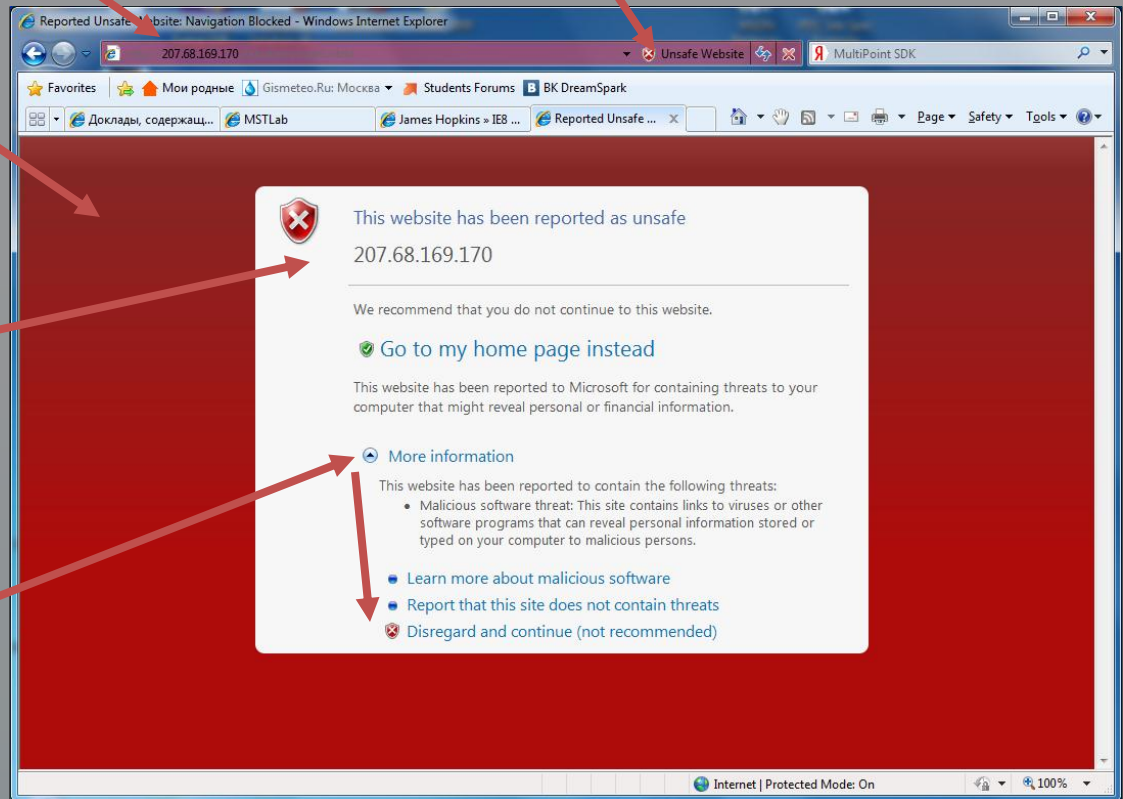 Reported Unsafe Website: Navigation Blocked - Windows Internet Explorer
207.68.169.170 Unsafe Website MultiPoint SDK
Favorites Мои родные Gismeteo.Ru: Москва Students Forums BK DreamSpark
Доклады, содержащ... MSTLab James Hopkins » IE8 ... Reported Unsafe ... X Page Safety Tools
This website has been reported as unsafe
207.68.169.170
We recommend that you do not continue to this website.
Go to my home page instead
This website has been reported to Microsoft for containing threats to your
computer that might reveal personal or financial information.
More information
This website has been reported to contain the following threats:
• Malicious software threat: This site contains links to viruses or other
software programs that can reveal personal information stored or
typed on your computer to malicious persons.
Learn more about malicious software
Report that this site does not contain threats
Disregard and continue (not recommended)
Internet | Protected Mode: On 100%